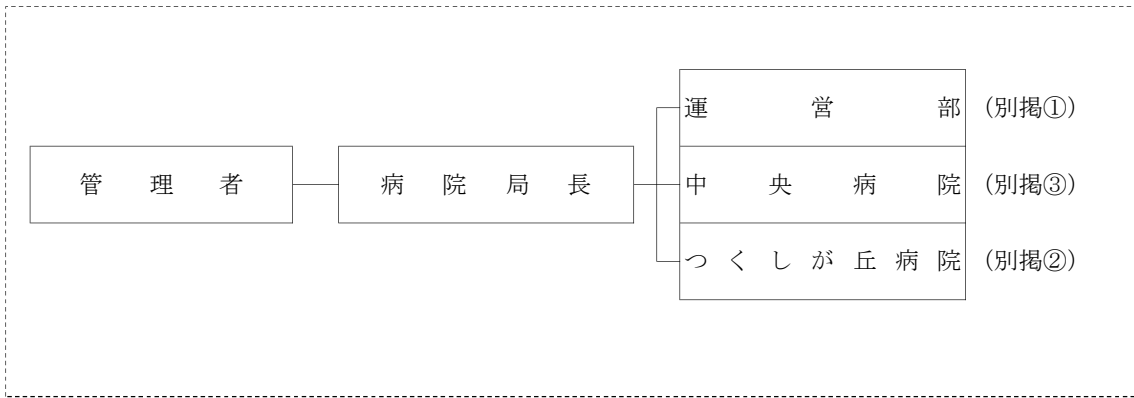 運営部 (別掲①)
管理者 病院局長 中央病院 (別掲③)
つくしが丘病院 (別掲②)